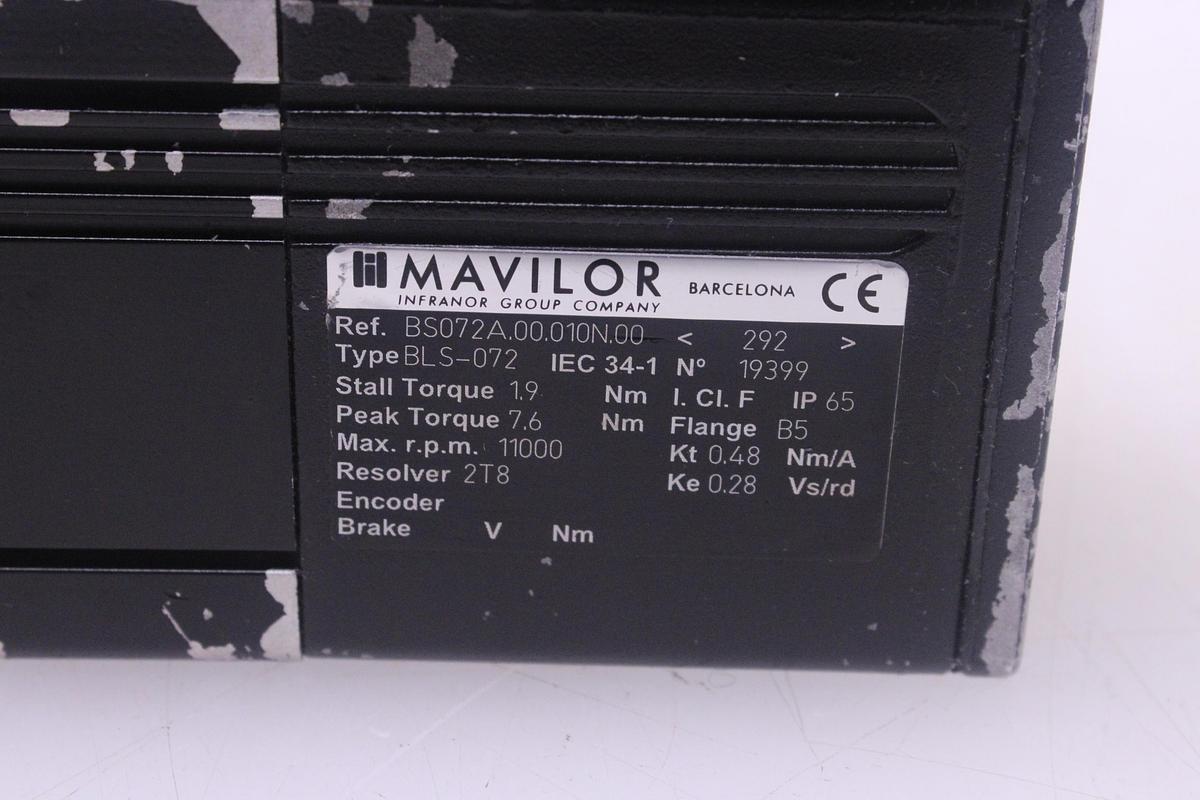 MAVILOR BARCELONA CE
INFRANOR GROUP COMPANY
Ref. BS072A.00.010N.00 < 292 >
Type BLS-072 IEC 34-1 Nº 19399
Stall Torque 1.9 Nm I. Cl. F IP 65
Peak Torque 7.6 Nm Flange B5
Max. r.p.m. 11000 Kt 0.48 Nm/A
Resolver 2T8 Ke 0.28 Vs/rd
Encoder
Brake V Nm